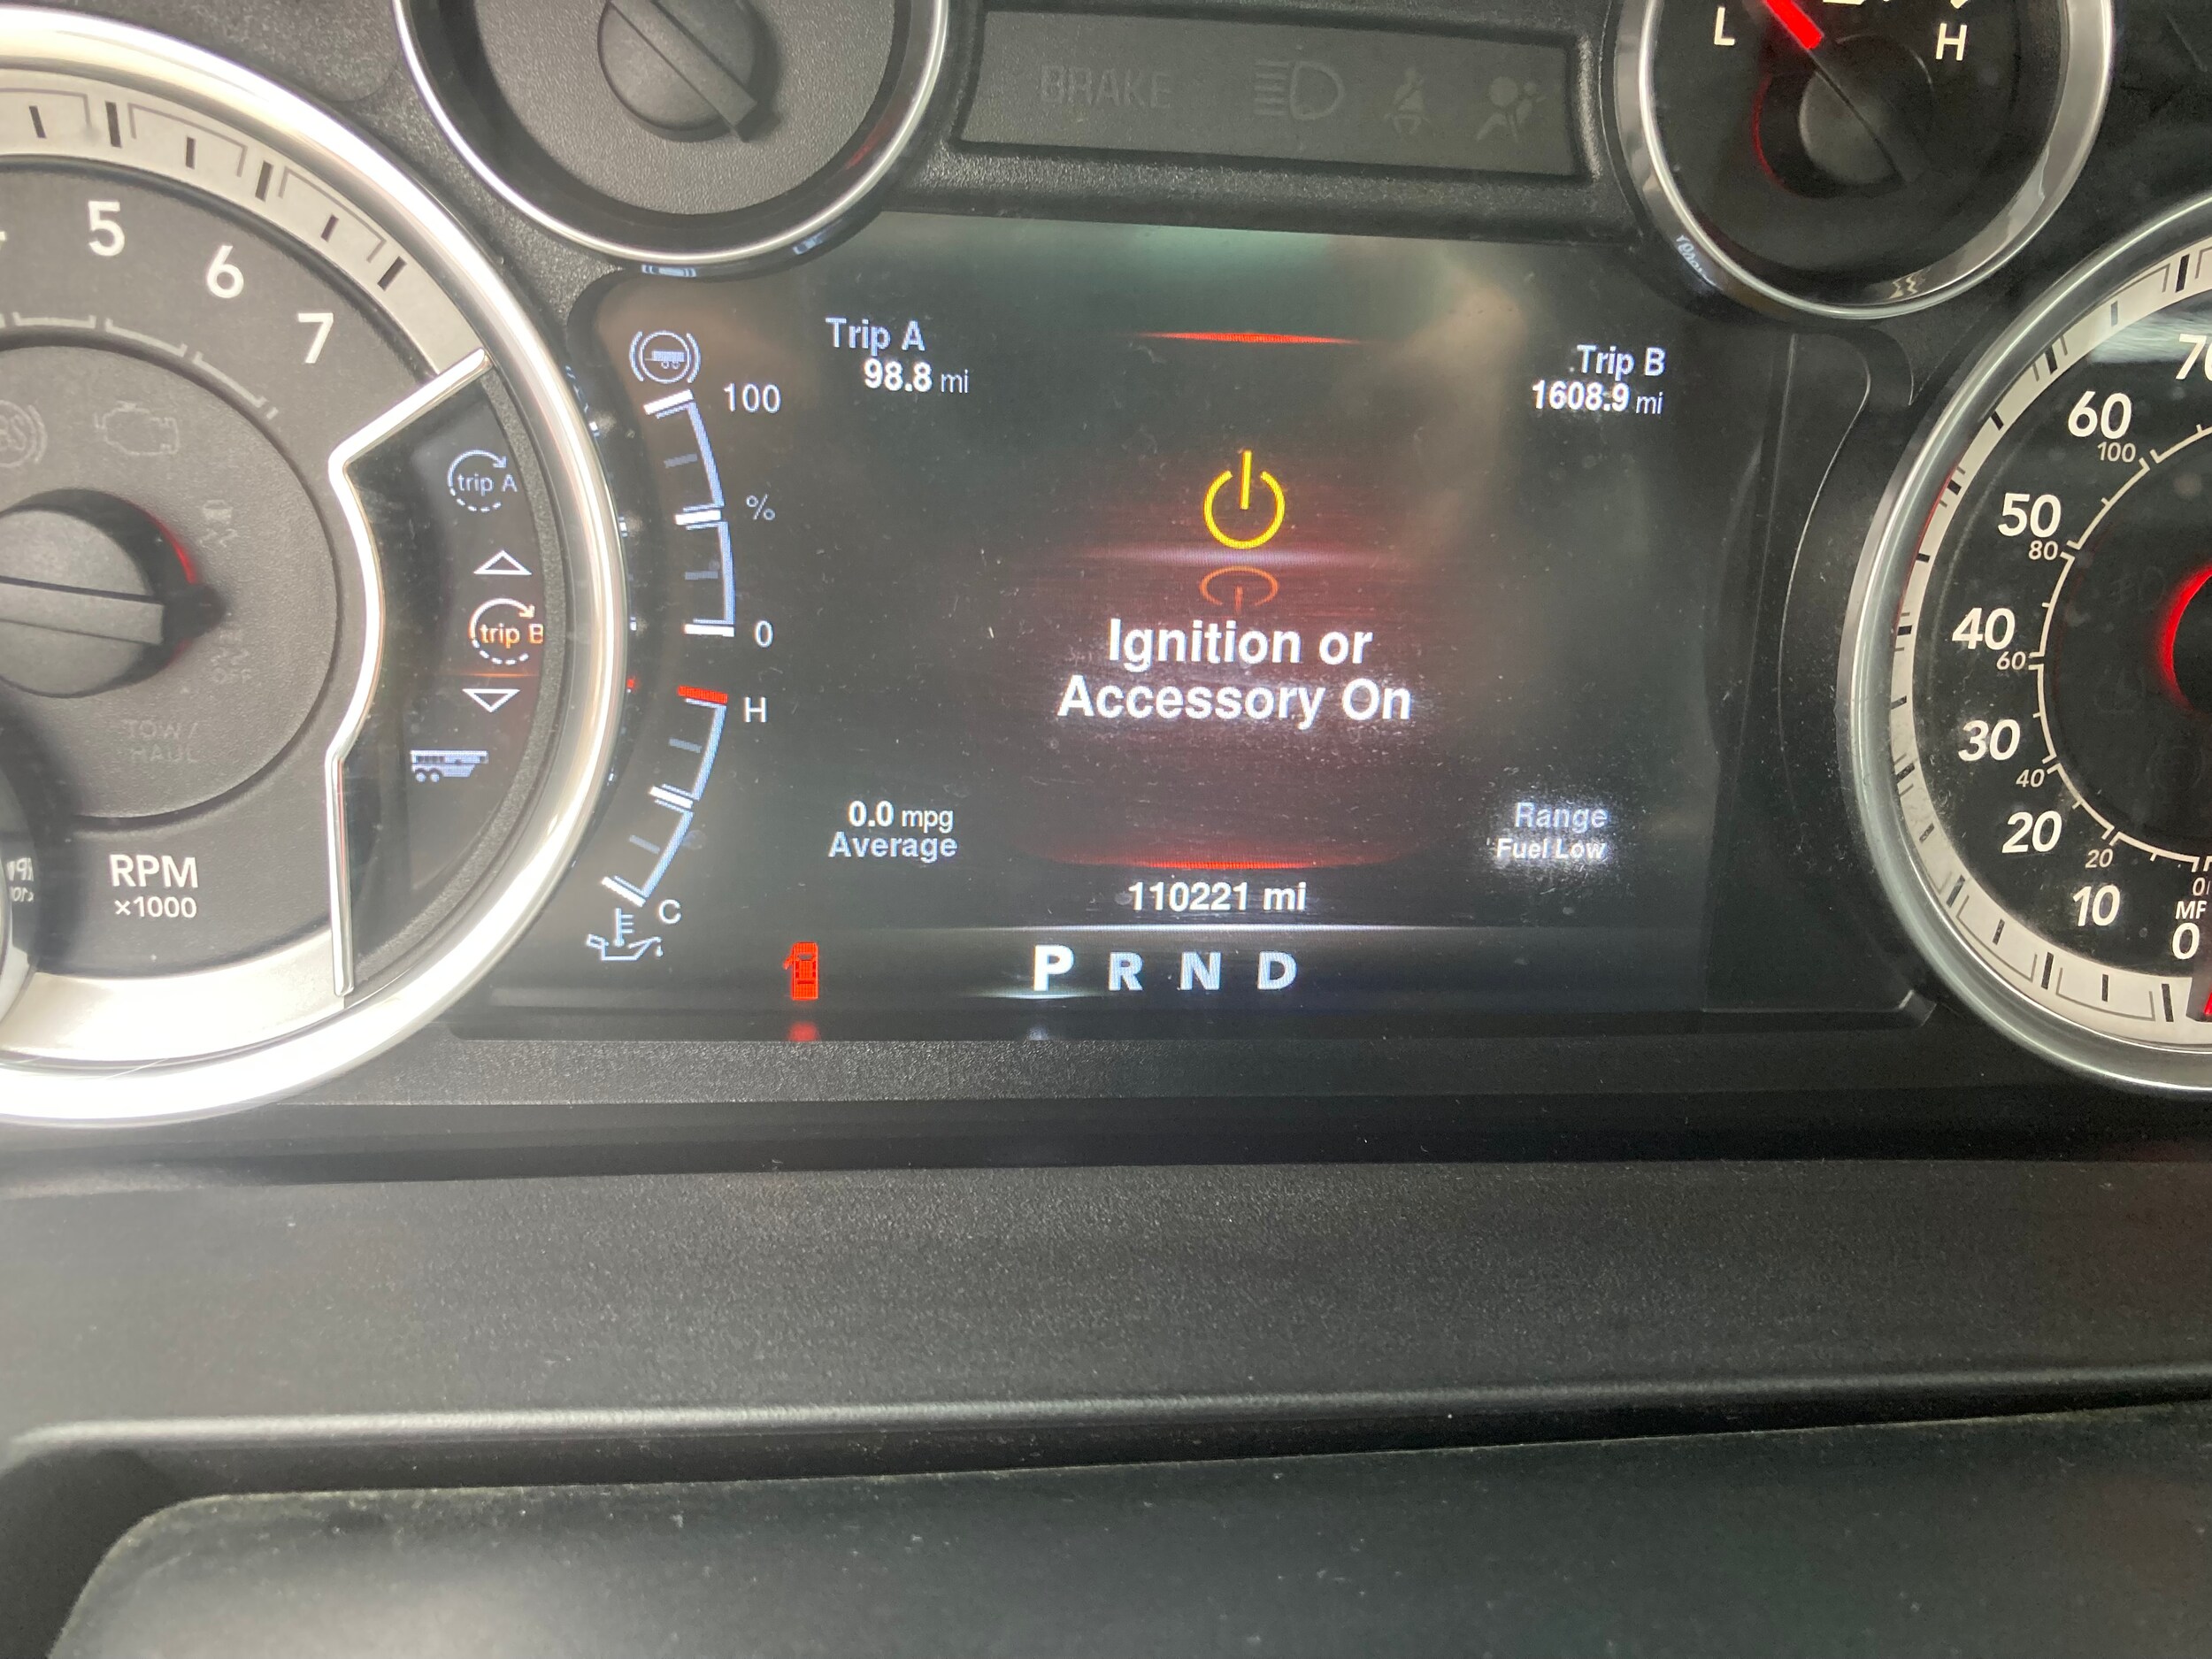 L H
BRAKE
5
6
7
Trip A
98.8 mi
Trip B
1608.9 mi
100
%
0
H
C
trip A
trip B
TOW/
HAUL
RPM
×1000
Ignition or
Accessory On
0.0 mpg
Average
Range
Fuel Low
110221 mi
P R N D
60
100
50
80
40
60
30
40
20
20
10
0